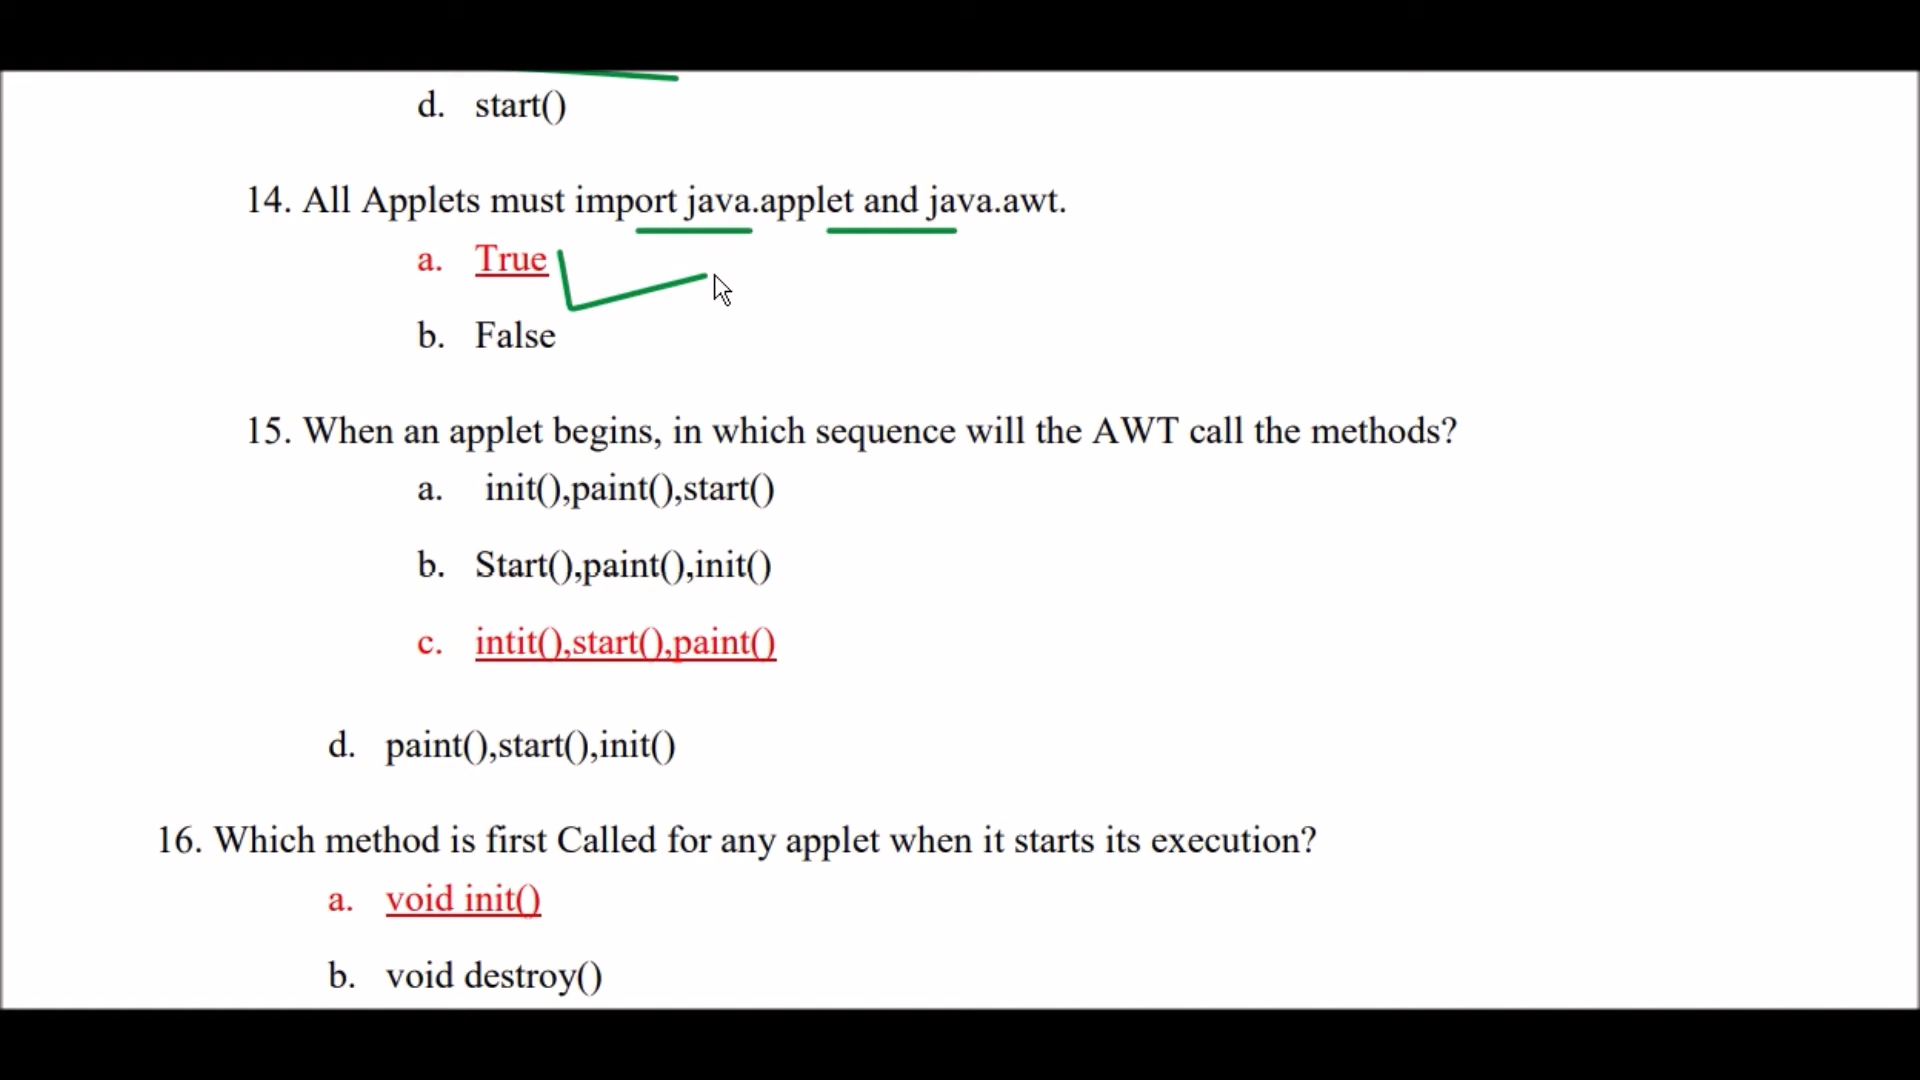 d. start()
14. All Applets must import java.applet and java.awt.
a. True
b. False
15. When an applet begins, in which sequence will the AWT call the methods?
a. init(),paint(),start()
b. Start(),paint(),init()
c. intit(),start(),paint()
d. paint(),start(),init()
16. Which method is first Called for any applet when it starts its execution?
a. void init()
b. void destroy()